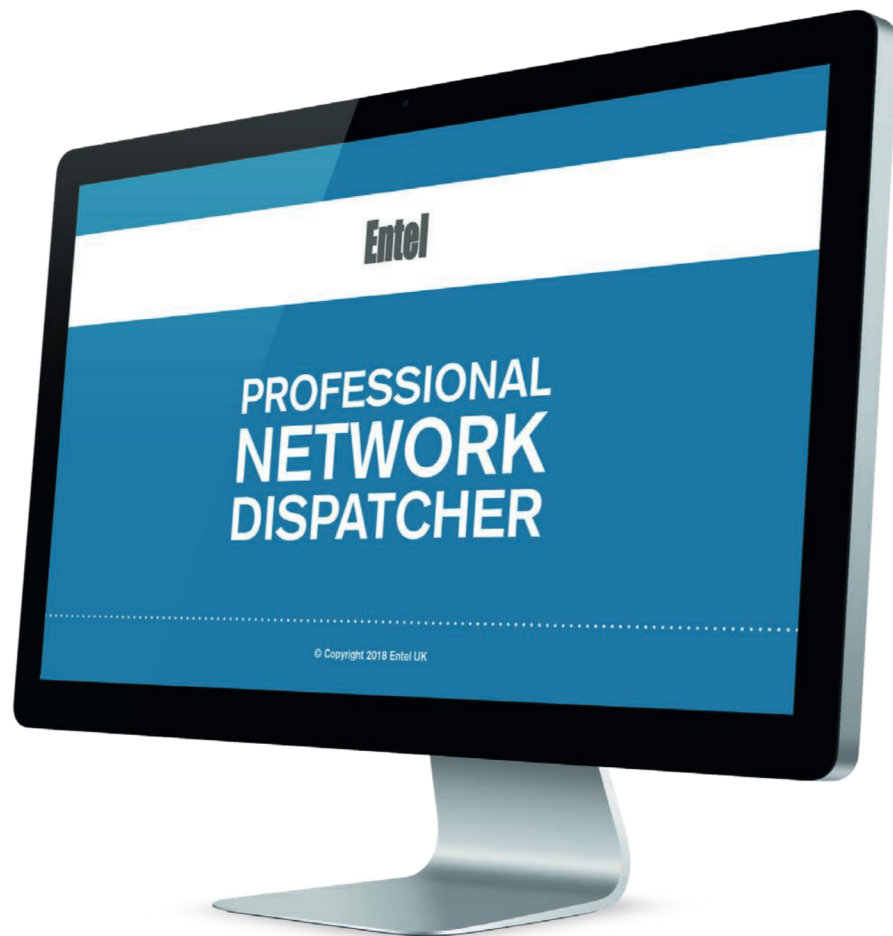 Entel
PROFESSIONAL
NETWORK
DISPATCHER
© Copyright 2018 Entel UK